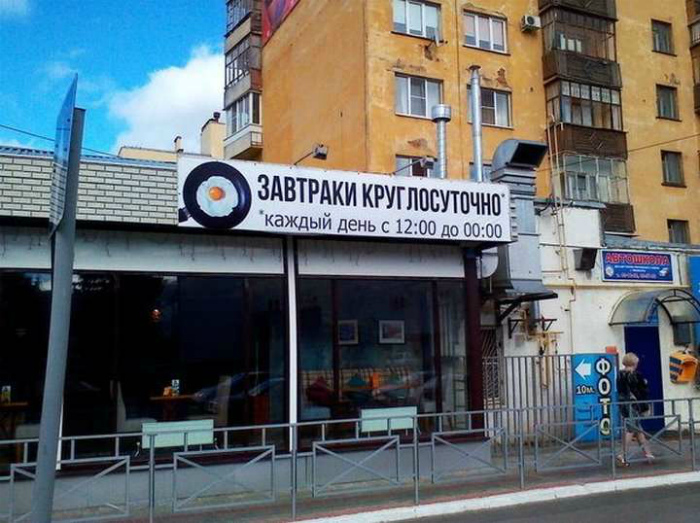 ЗАВТРАКИ КРУГЛОСУТОЧНО*
*каждый день с 12:00 до 00:00
АВТОШКОЛА
10м.
ФОТО